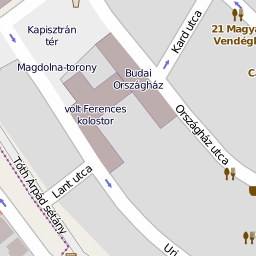 Kapisztrán
tér
Magdolna-torony
Budai
Országház
volt Ferences
kolostor
Kard utca
21 Magya
Vendégl
Országház utca
Lant utca
Tóth Árpád sétány
Uri